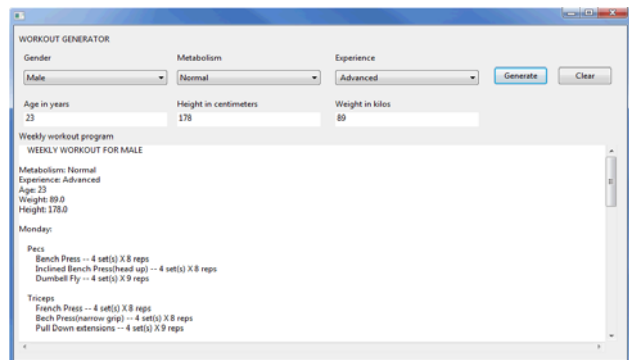 WORKOUT GENERATOR
Gender Metabolism Experience
Male Normal Advanced Generate Clear
Age in years Height in centimeters Weight in kilos
23 178 89
Weekly workout program
WEEKLY WORKOUT FOR MALE
Metabolism: Normal
Experience: Advanced
Age: 23
Weight: 89.0
Height: 178.0
Monday:
Pecs
Bench Press -- 4 set(s) X 8 reps
Inclined Bench Press(head up) -- 4 set(s) X 8 reps
Dumbell Fly -- 4 set(s) X 9 reps
Triceps
French Press -- 4 set(s) X 8 reps
Bech Press(narrow grip) -- 4 set(s) X 8 reps
Pull Down extensions -- 4 set(s) X 9 reps